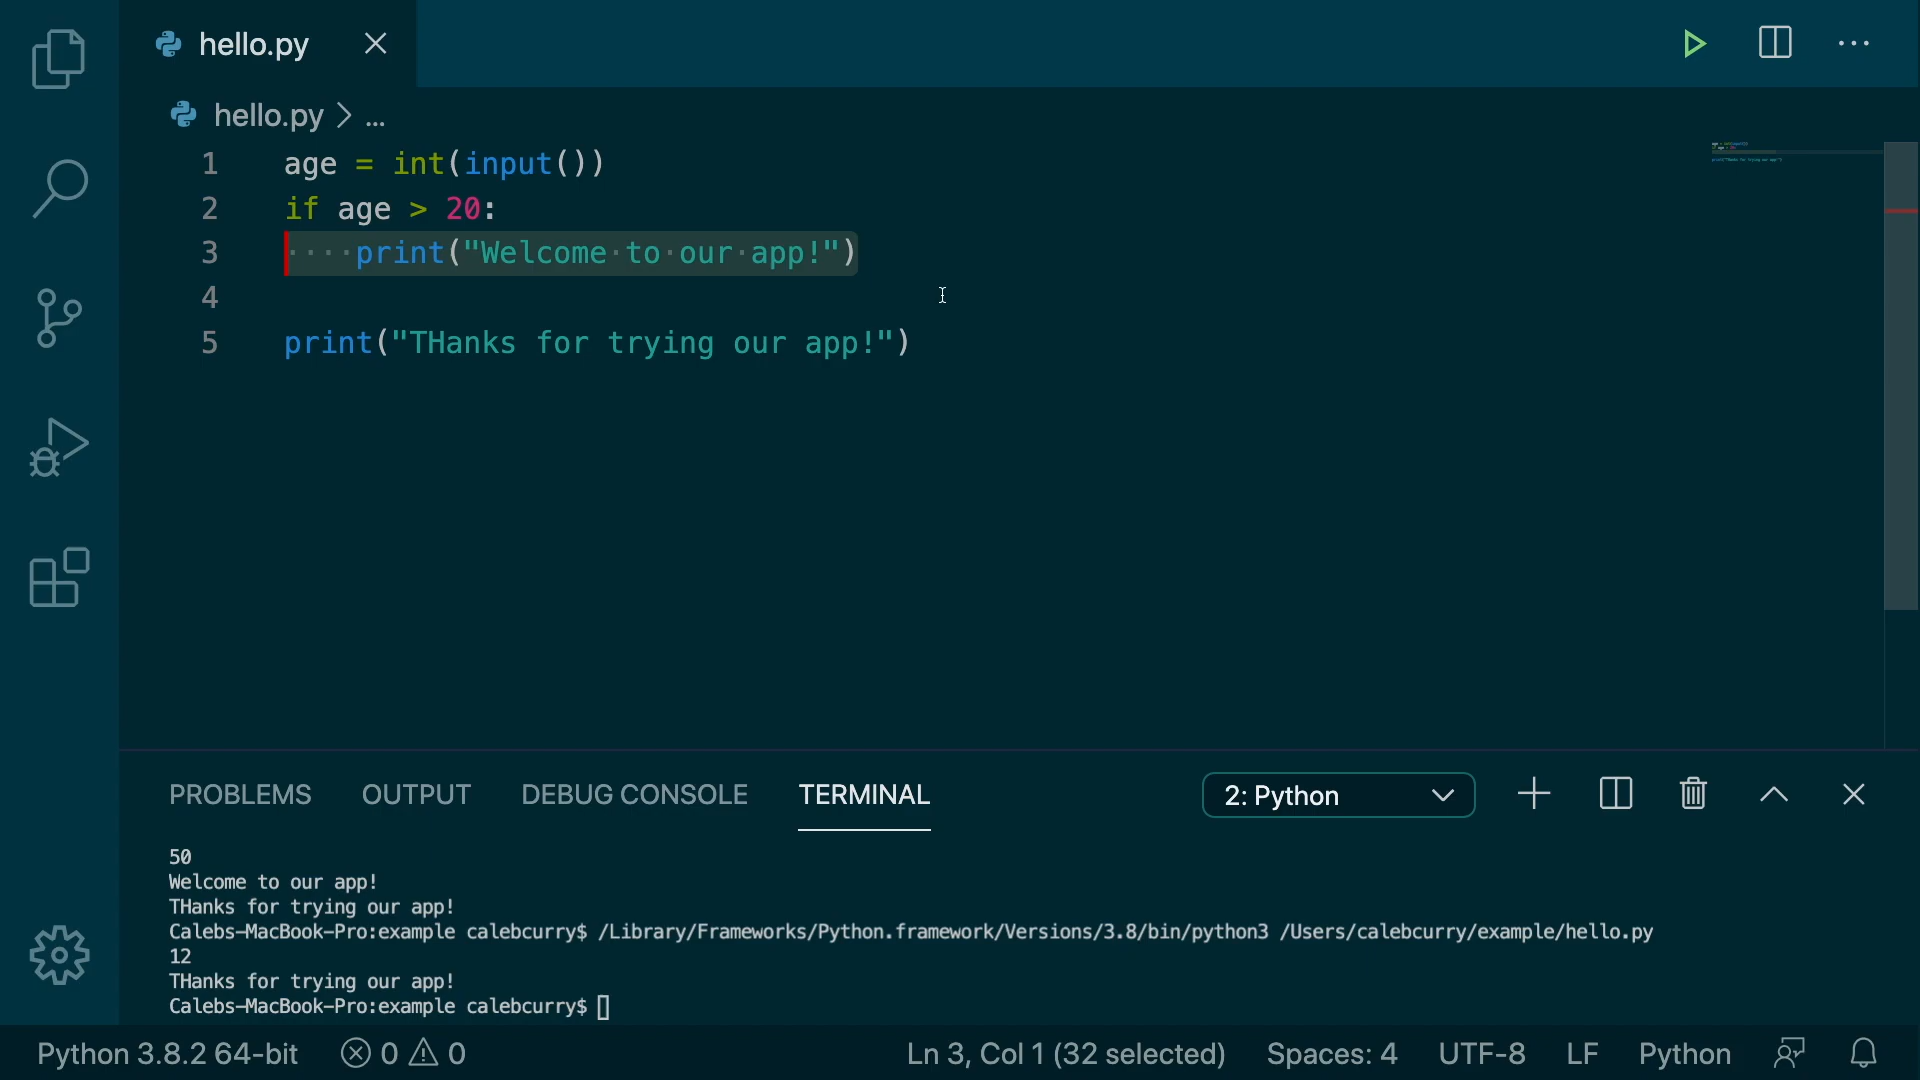 hello.py
hello.py > ...
1 age = int(input())
2 if age > 20:
3 ····print("Welcome·to·our·app!")
4
5 print("THanks for trying our app!")
PROBLEMS OUTPUT DEBUG CONSOLE TERMINAL 2: Python
50
Welcome to our app!
THanks for trying our app!
Calebs-MacBook-Pro:example calebcurry$ /Library/Frameworks/Python.framework/Versions/3.8/bin/python3 /Users/calebcurry/example/hello.py
12
THanks for trying our app!
Calebs-MacBook-Pro:example calebcurry$
Python 3.8.2 64-bit 0 0 Ln 3, Col 1 (32 selected) Spaces: 4 UTF-8 LF Python